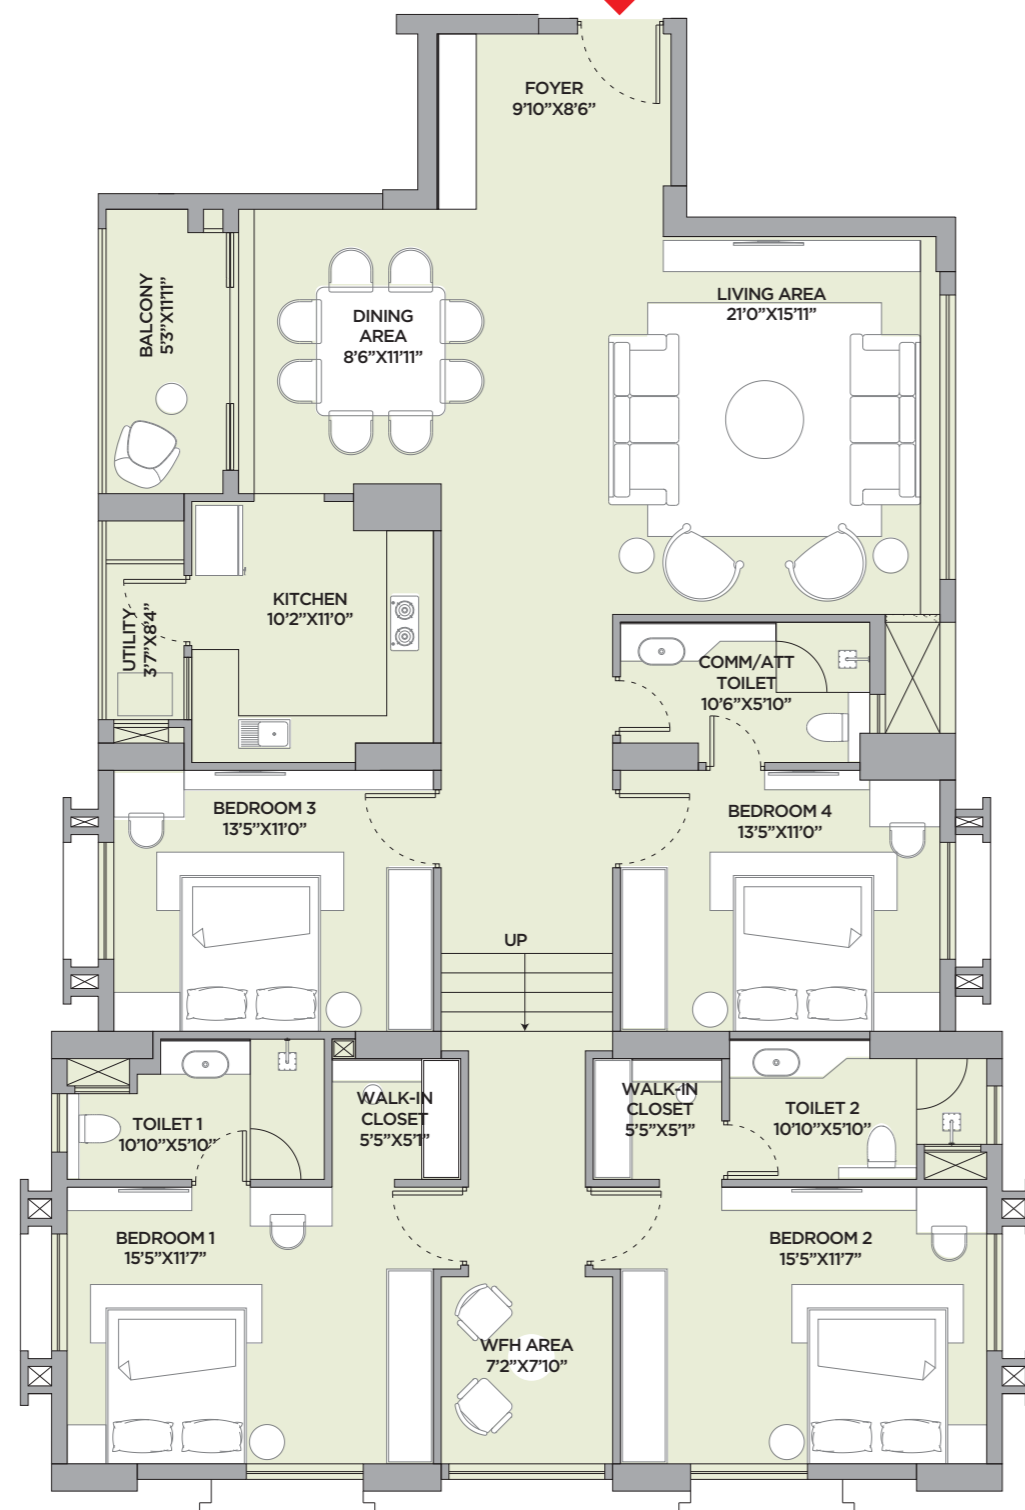 FOYER
9'10”X8'6”
BALCONY
5'3”X11'11”
DINING
AREA
8'6”X11'11”
LIVING AREA
21'0”X15'11”
UTILITY
3'7”X8'4”
KITCHEN
10'2”X11'0”
COMM/ATT
TOILET
10'6”X5'10”
BEDROOM 3
13'5”X11'0”
BEDROOM 4
13'5”X11'0”
UP
TOILET 1
10'10”X5'10”
WALK-IN
CLOSET
5'5”X5'1”
WALK-IN
CLOSET
5'5”X5'1”
TOILET 2
10'10”X5'10”
BEDROOM 1
15'5”X11'7”
BEDROOM 2
15'5”X11'7”
WFH AREA
7'2”X7'10”